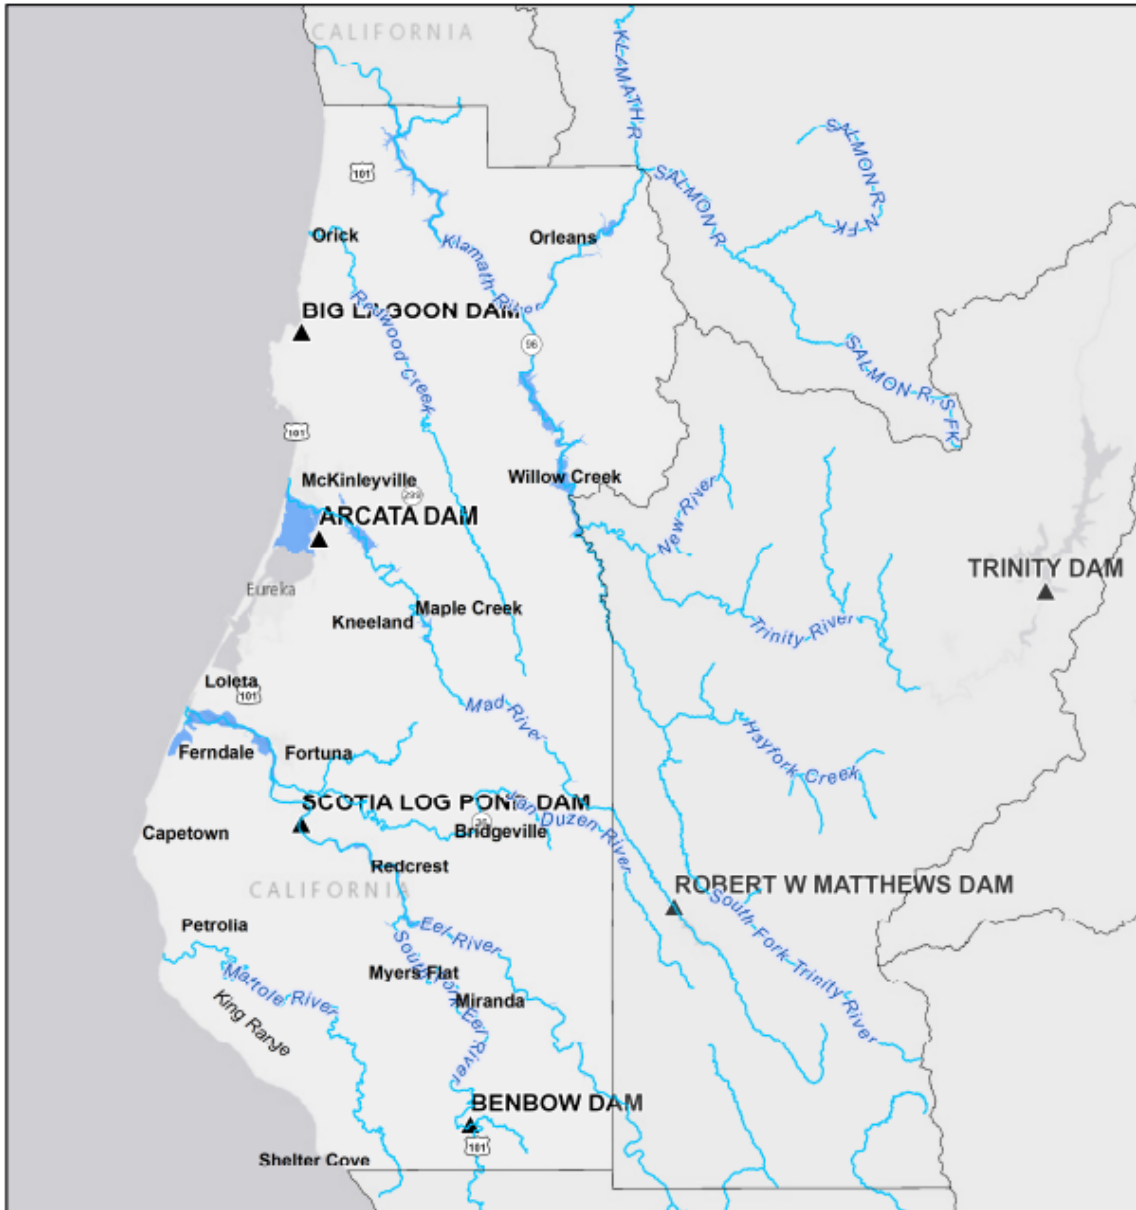 CALIFORNIA
KLAMATH R
SALMON R, N FK
101
SALMON R
Orick
Orleans
Klamath River
BIG LAGOON DAM
Redwood Creek
96
SALMON R, S FK
101
McKinleyville
299
Willow Creek
ARCATA DAM
New River
TRINITY DAM
Eureka
Maple Creek
Kneeland
Trinity River
Loleta
101
Mad River
Ferndale
Fortuna
Hayfork Creek
SCOTIA LOG POND DAM
Van Duzen River
36
Capetown
Bridgeville
Redcrest
CALIFORNIA
ROBERT W MATTHEWS DAM
Petrolia
Eel River
South Fork Trinity River
Myers Flat
South Fork Eel River
Mattole River
Miranda
King Range
BENBOW DAM
101
Shelter Cove